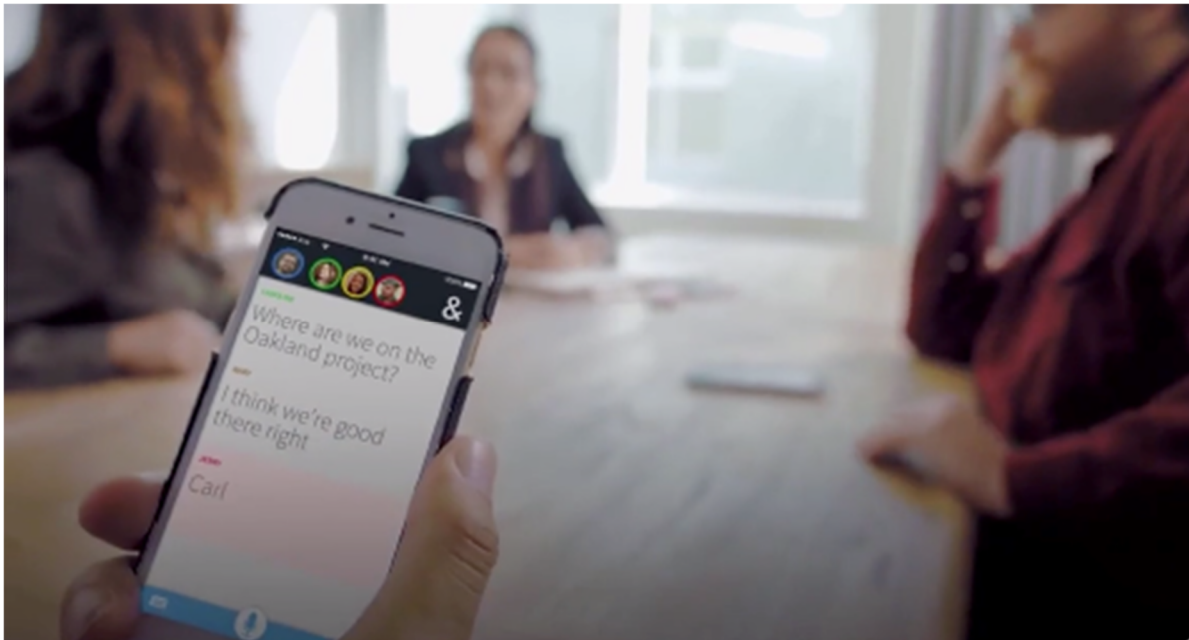 &
Where are we on the
Oakland project?
I think we're good
there right
Carl